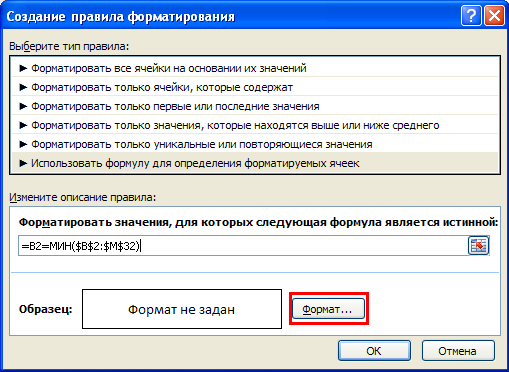 Создание правила форматирования
Выберите тип правила:
► Форматировать все ячейки на основании их значений
► Форматировать только ячейки, которые содержат
► Форматировать только первые или последние значения
► Форматировать только значения, которые находятся выше или ниже среднего
► Форматировать только уникальные или повторяющиеся значения
► Использовать формулу для определения форматируемых ячеек
Измените описание правила:
Форматировать значения, для которых следующая формула является истинной:
=B2=МИН($B$2:$M$32)
Образец: Формат не задан Формат...
ОК Отмена